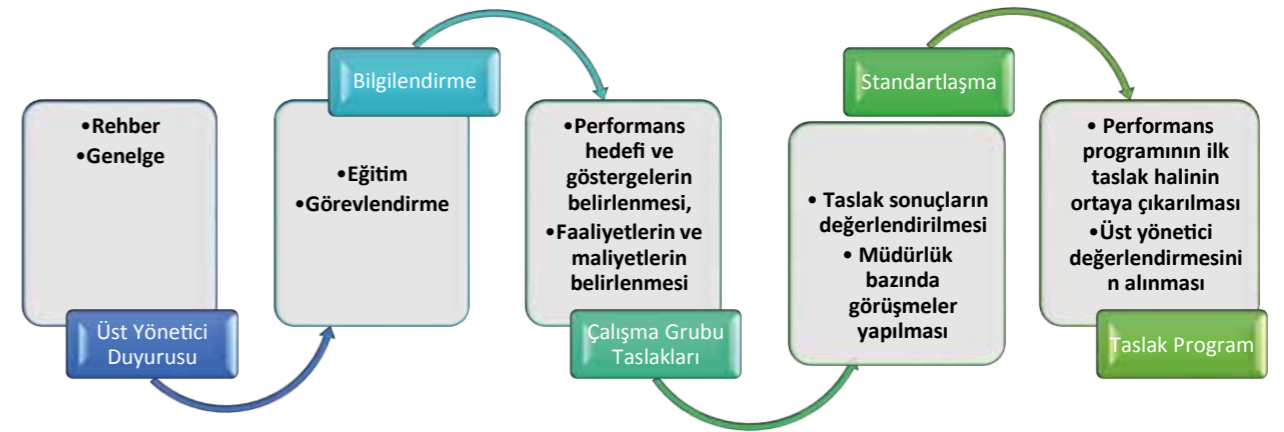 •Rehber
•Genelge
Üst Yönetici
Duyurusu
Bilgilendirme
•Eğitim
•Görevlendirme
•Performans
hedefi ve
göstergelerin
belirlenmesi,
•Faaliyetlerin ve
maliyetlerin
belirlenmesi
Çalışma Grubu
Taslakları
Standartlaşma
• Taslak sonuçların
değerlendirilmesi
• Müdürlük
bazında
görüşmeler
yapılması
• Performans
programının ilk
taslak halinin
ortaya çıkarılması
•Üst yönetici
değerlendirmesini
n alınması
Taslak Program